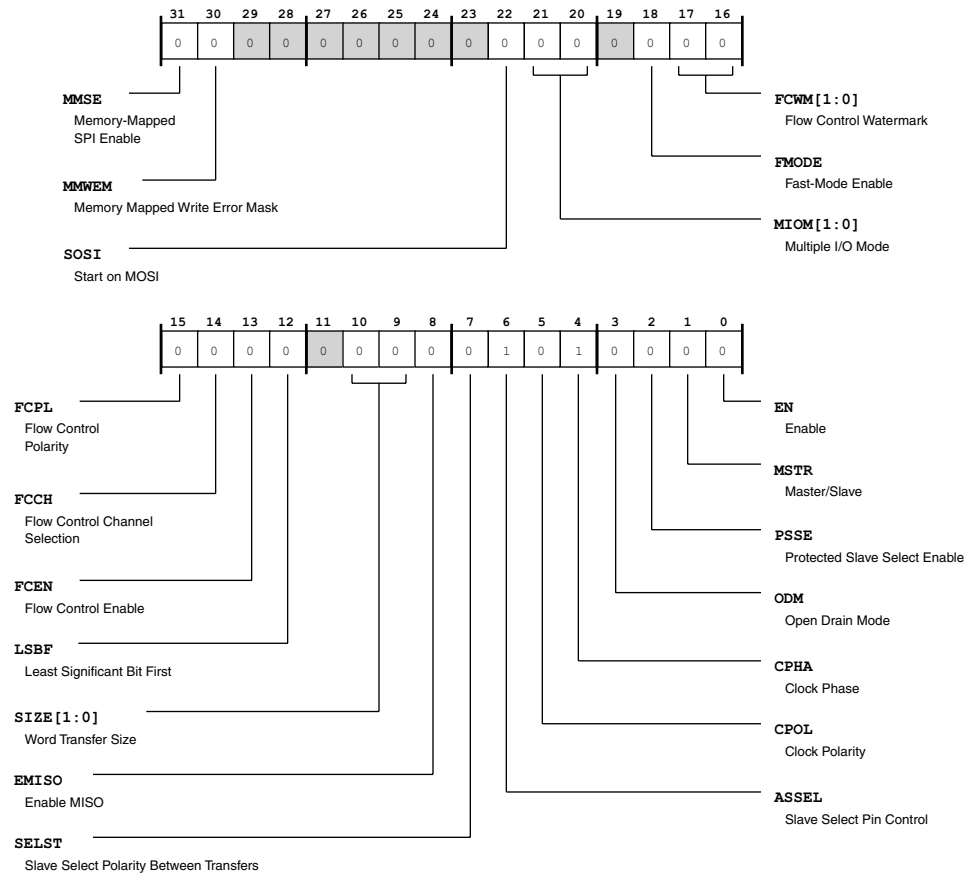 31 30 29 28 27 26 25 24 23 22 21 20 19 18 17 16
0 0 0 0 0 0 0 0 0 0 0 0 0 0 0 0
MMSE
Memory-Mapped
SPI Enable
MMWEM
Memory Mapped Write Error Mask
SOSI
Start on MOSI
FCWM[1:0]
Flow Control Watermark
FMODE
Fast-Mode Enable
MIOM[1:0]
Multiple I/O Mode
15 14 13 12 11 10 9 8 7 6 5 4 3 2 1 0
0 0 0 0 0 0 0 0 0 1 0 1 0 0 0 0
FCPL
Flow Control
Polarity
FCCH
Flow Control Channel
Selection
FCEN
Flow Control Enable
LSBF
Least Significant Bit First
SIZE[1:0]
Word Transfer Size
EMISO
Enable MISO
SELST
Slave Select Polarity Between Transfers
EN
Enable
MSTR
Master/Slave
PSSE
Protected Slave Select Enable
ODM
Open Drain Mode
CPHA
Clock Phase
CPOL
Clock Polarity
ASSEL
Slave Select Pin Control